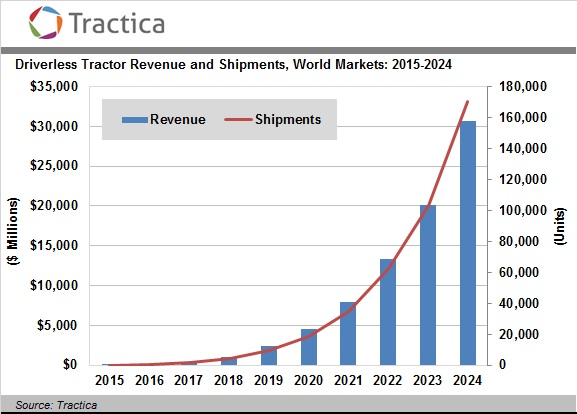 Tractica
Driverless Tractor Revenue and Shipments, World Markets: 2015-2024
$35,000
$30,000
$25,000
$20,000
$15,000
$10,000
$5,000
$0
($ Millions)
Revenue
Shipments
180,000
160,000
140,000
120,000
100,000
80,000
60,000
40,000
20,000
0
(Units)
2015 2016 2017 2018 2019 2020 2021 2022 2023 2024
Source: Tractica